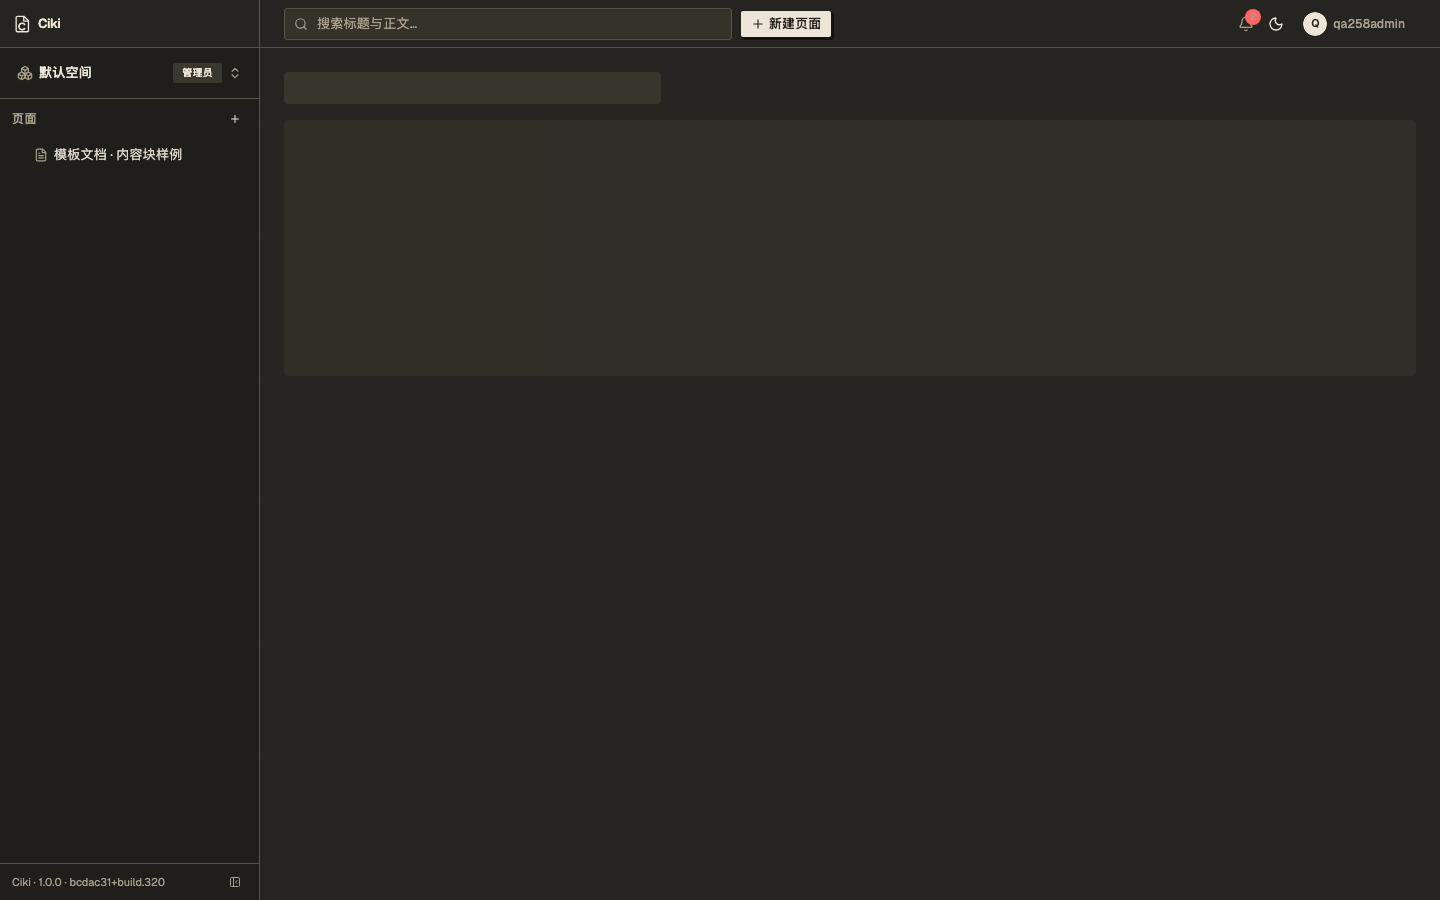 Ciki
搜索标题与正文...
新建页面
Q
qa258admin
默认空间
管理员
页面
模板文档 · 内容块样例
Ciki · 1.0.0 · bcdac31+build.320